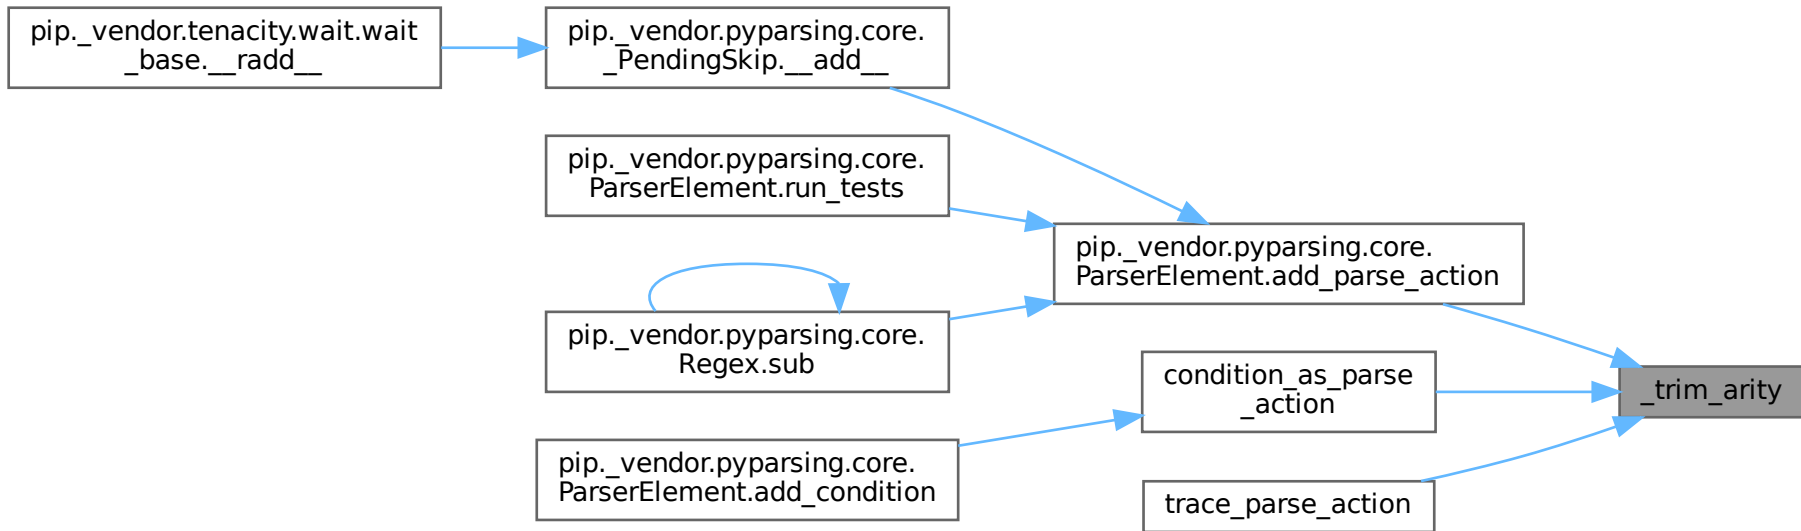 pip._vendor.tenacity.wait.wait
_base.__radd__
pip._vendor.pyparsing.core.
_PendingSkip.__add__
pip._vendor.pyparsing.core.
ParserElement.run_tests
pip._vendor.pyparsing.core.
ParserElement.add_parse_action
pip._vendor.pyparsing.core.
Regex.sub
condition_as_parse
_action
_trim_arity
pip._vendor.pyparsing.core.
ParserElement.add_condition
trace_parse_action